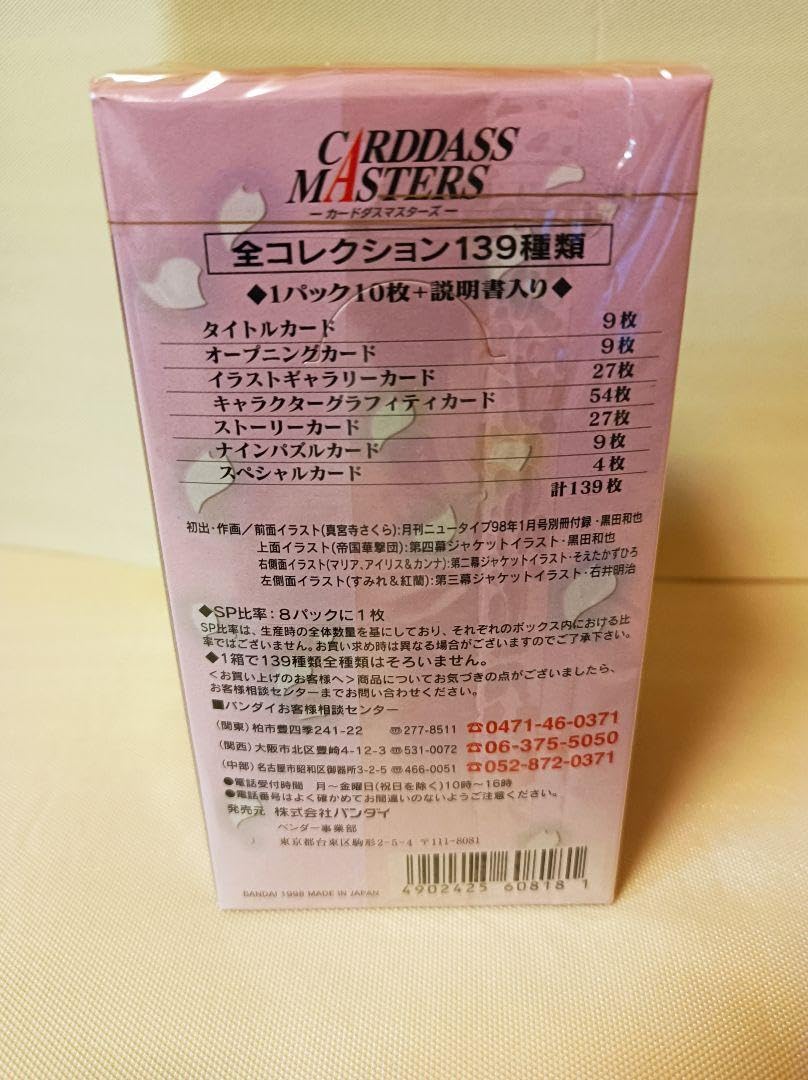 CARDDASS
MASTERS
ーカードダスマスターズー
全コレクション139種類
◆1パック10枚+説明書入り◆
タイトルカード 9枚
オープニングカード 9枚
イラストギャラリーカード 27枚
キャラクターグラフィティカード 54枚
ストーリーカード 27枚
ナインパズルカード 9枚
スペシャルカード 4枚
計139枚
初出・作画/前面イラスト(真宮寺さくら):月刊ニュータイプ98年1月号別冊付録・黒田和也
上面イラスト(帝国華撃団):第四幕ジャケットイラスト・黒田和也
右側面イラスト(マリア、アイリス&カンナ):第二幕ジャケットイラスト・そえたかずひろ
左側面イラスト(すみれ&紅蘭):第三幕ジャケットイラスト・石井明治
◆SP比率:8パックに1枚
SP比率は、生産時の全体数量を基にしており、それぞれのボックス内における比
率ではございません。お買い求め時は異なる場合がございますのでご了承下さい。
◆1箱で139種類全種類はそろいません。
<お買い上げのお客様へ>商品についてお気づきの点がございましたら、
お客様相談センターまでお問い合わせください。
■バンダイお客様相談センター
(関東)柏市豊四季241-22 〠277-8511 ☎0471-46-0371
(関西)大阪市北区豊崎4-12-3 〠531-0072 ☎06-375-5050
(中部)名古屋市昭和区御器所3-2-5 〠466-0051 ☎052-872-0371
●電話受付時間 月~金曜日(祝日を除く)10時~16時
●電話番号はよく確かめてお間違いのないようご注意ください。
発売元 株式会社バンダイ
ベンダー事業部
東京都台東区駒形2-5-4 〒111-8081
BANDAI 1998 MADE IN JAPAN
4902425 608181